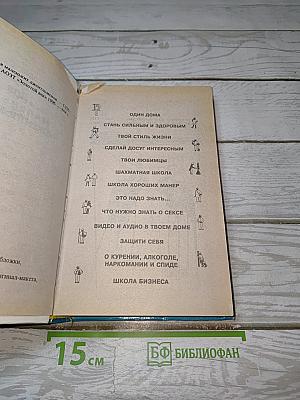 ОДИН ДОМА
СТАНЬ СИЛЬНЫМ И ЗДОРОВЫМ
ТВОЙ СТИЛЬ ЖИЗНИ
СДЕЛАЙ ДОСУГ ИНТЕРЕСНЫМ
ТВОИ ЛЮБИМЦЫ
ШАХМАТНАЯ ШКОЛА
ШКОЛА ХОРОШИХ МАНЕР
ЭТО НАДО ЗНАТЬ...
ЧТО НУЖНО ЗНАТЬ О СЕКСЕ
ВИДЕО И АУДИО В ТВОЕМ ДОМЕ
ЗАЩИТИ СЕБЯ
О КУРЕНИИ, АЛКОГОЛЕ,
НАРКОМАНИИ И СПИДЕ
ШКОЛА БИЗНЕСА
обложки,
15 см
БФ БИБЛИОФАН